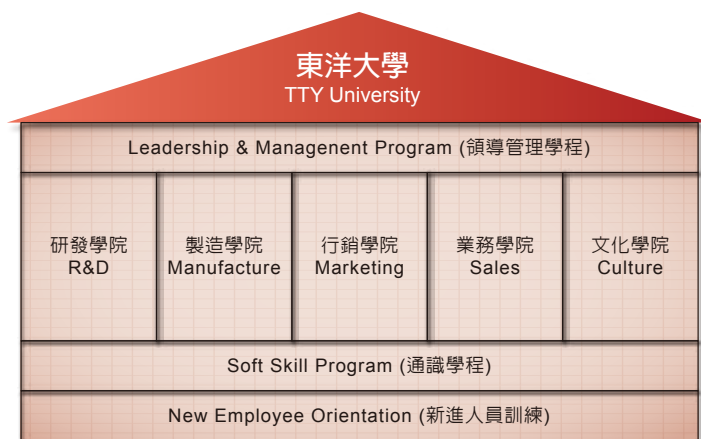 東洋大學
TTY University
Leadership & Managenent Program (領導管理學程)
研發學院
R&D
製造學院
Manufacture
行銷學院
Marketing
業務學院
Sales
文化學院
Culture
Soft Skill Program (通識學程)
New Employee Orientation (新進人員訓練)